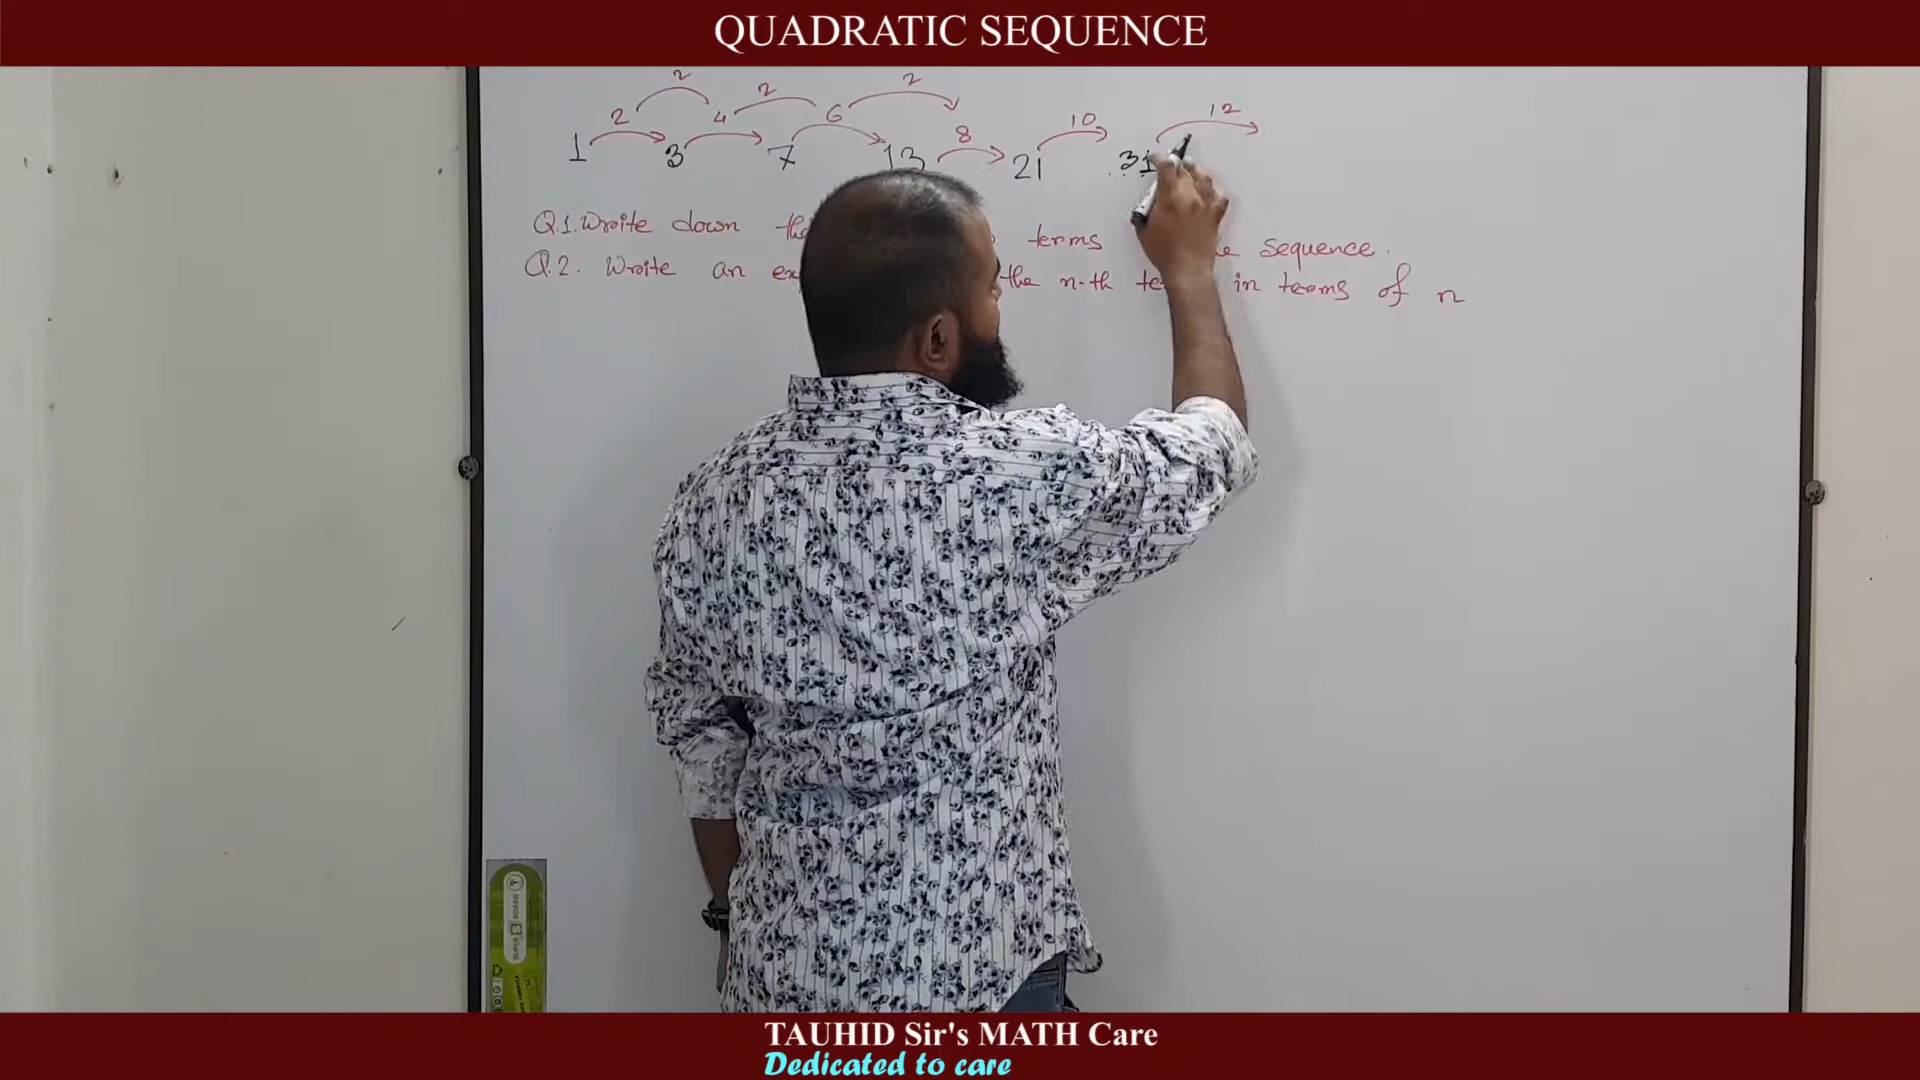 QUADRATIC SEQUENCE
2 2 2
2 4 6 8 10 12
1 3 7 13 21 31
Q.1. Write down the terms sequence.
Q.2. Write an the n-th in terms of n
SUPER BOARD
TAUHID Sir's MATH Care
Dedicated to care